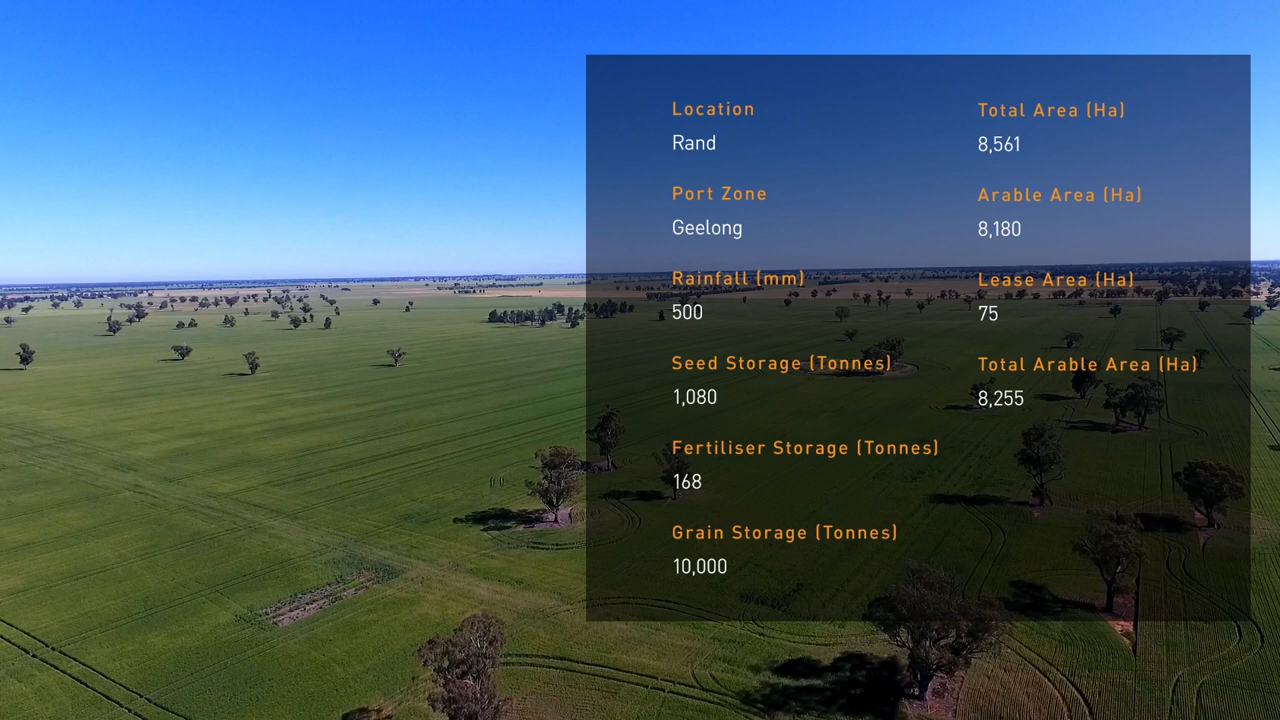 Location
Rand
Port Zone
Geelong
Rainfall (mm)
500
Seed Storage (Tonnes)
1,080
Fertiliser Storage (Tonnes)
168
Grain Storage (Tonnes)
10,000
Total Area (Ha)
8,561
Arable Area (Ha)
8,180
Lease Area (Ha)
75
Total Arable Area (Ha)
8,255